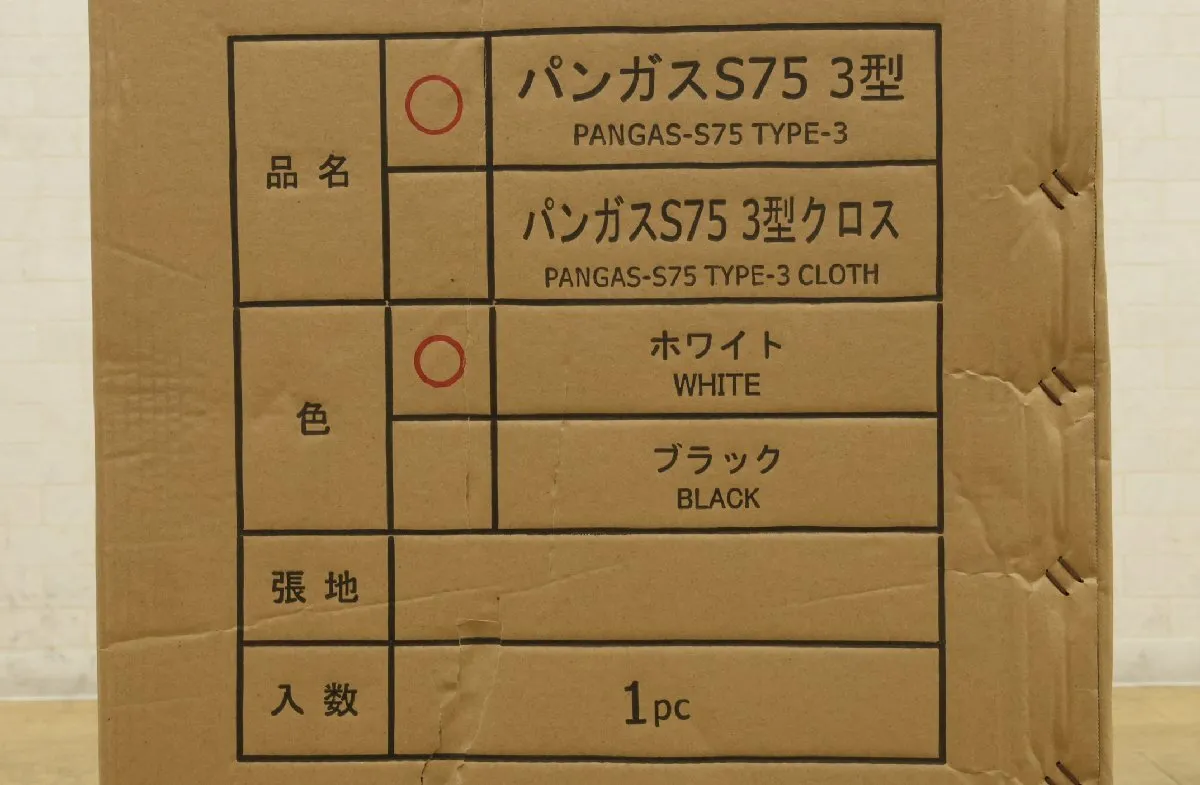 品名
パンガスS75 3型
PANGAS-S75 TYPE-3
パンガスS75 3型クロス
PANGAS-S75 TYPE-3 CLOTH
色
ホワイト
WHITE
ブラック
BLACK
張地
入数
1pc